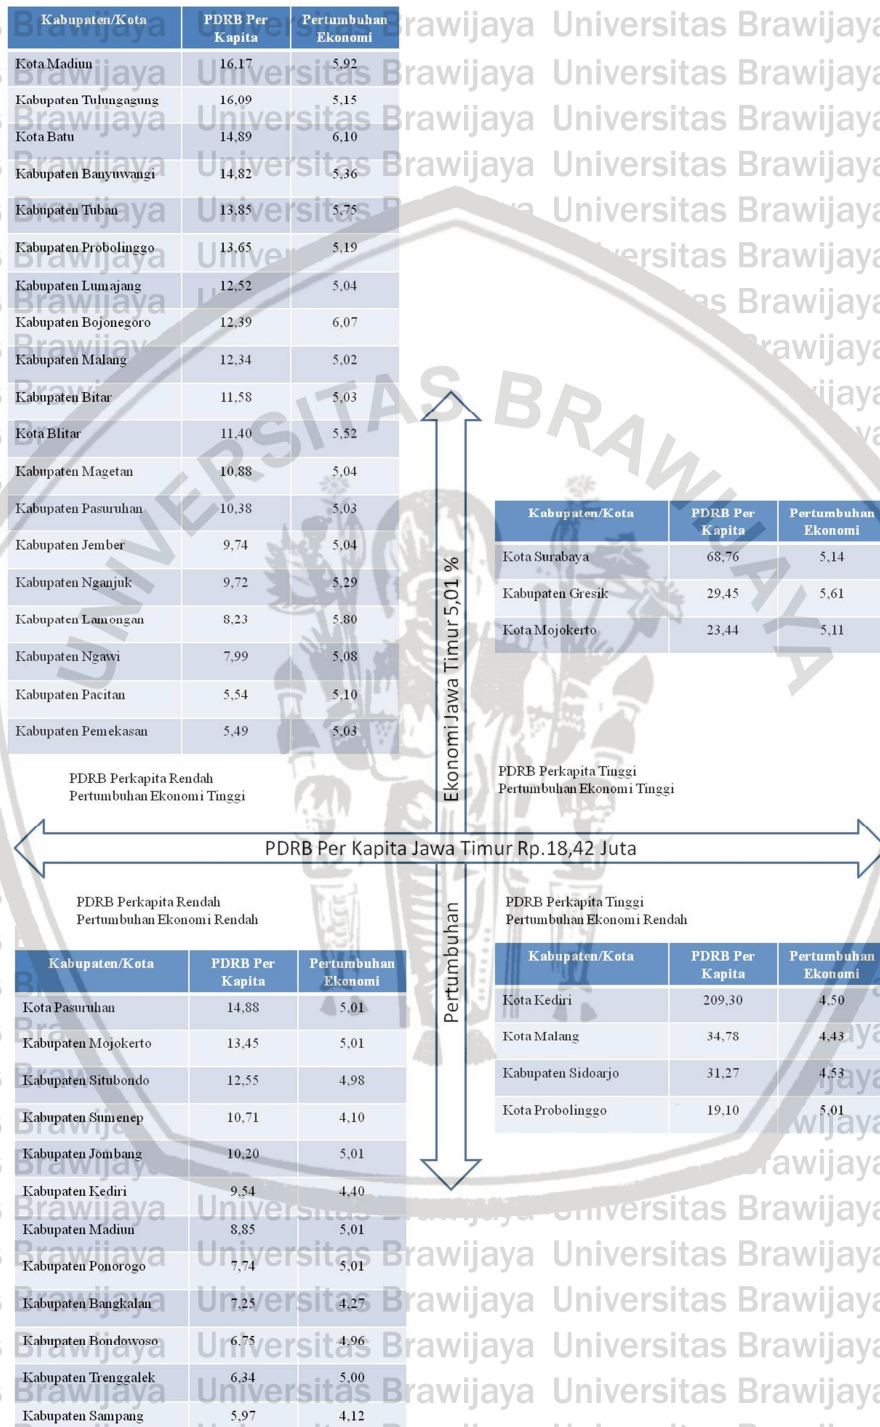 Kabupaten/Kota PDRB Per Kapita Pertumbuhan Ekonomi
Kota Madiun 16,17 5,92
Kabupaten Tulungagung 16,09 5,15
Kota Batu 14,89 6,10
Kabupaten Banyuwangi 14,82 5,36
Kabupaten Tuban 13,85 5,75
Kabupaten Probolinggo 13,65 5,19
Kabupaten Lumajang 12,52 5,04
Kabupaten Bojonegoro 12,39 6,07
Kabupaten Malang 12,34 5,02
Kabupaten Bitar 11,58 5,03
Kota Blitar 11,40 5,52
Kabupaten Magetan 10,88 5,04
Kabupaten Pasuruhan 10,38 5,03
Kabupaten Jember 9,74 5,04
Kabupaten Nganjuk 9,72 5,29
Kabupaten Lamongan 8,23 5,80
Kabupaten Ngawi 7,99 5,08
Kabupaten Pacitan 5,54 5,10
Kabupaten Pemekasan 5,49 5,03
PDRB Perkapita Rendah
Pertumbuhan Ekonomi Tinggi
Kabupaten/Kota PDRB Per Kapita Pertumbuhan Ekonomi
Kota Surabaya 68,76 5,14
Kabupaten Gresik 29,45 5,61
Kota Mojokerto 23,44 5,11
PDRB Perkapita Tinggi
Pertumbuhan Ekonomi Tinggi
Pertumbuhan Ekonomi Jawa Timur 5,01 %
PDRB Per Kapita Jawa Timur Rp.18,42 Juta
PDRB Perkapita Rendah
Pertumbuhan Ekonomi Rendah
Kabupaten/Kota PDRB Per Kapita Pertumbuhan Ekonomi
Kota Pasuruhan 14,88 5,01
Kabupaten Mojokerto 13,45 5,01
Kabupaten Situbondo 12,55 4,98
Kabupaten Sumenep 10,71 4,10
Kabupaten Jombang 10,20 5,01
Kabupaten Kediri 9,54 4,40
Kabupaten Madiun 8,85 5,01
Kabupaten Ponorogo 7,74 5,01
Kabupaten Bangkalan 7,25 4,27
Kabupaten Bondowoso 6,75 4,96
Kabupaten Trenggalek 6,34 5,00
Kabupaten Sampang 5,97 4,12
PDRB Perkapita Tinggi
Pertumbuhan Ekonomi Rendah
Kabupaten/Kota PDRB Per Kapita Pertumbuhan Ekonomi
Kota Kediri 209,30 4,50
Kota Malang 34,78 4,43
Kabupaten Sidoarjo 31,27 4,53
Kota Probolinggo 19,10 5,01
UNIVERSITAS BRAWIJAYA